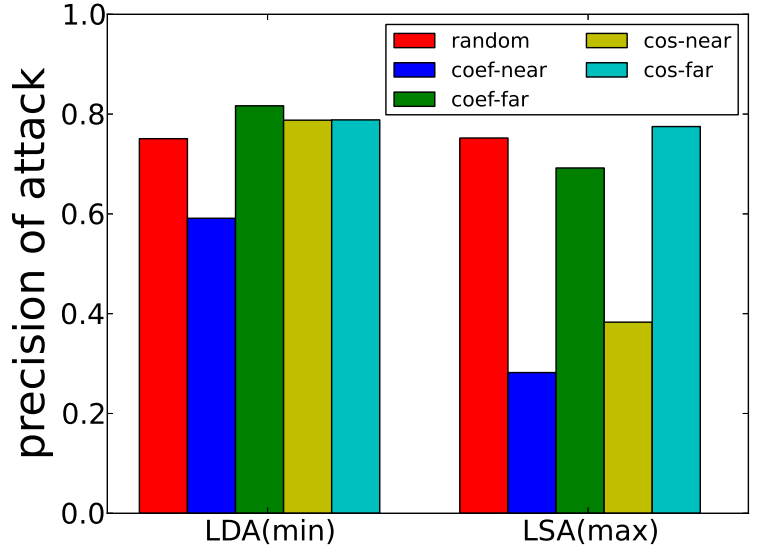 precision of attack
1.0
0.8
0.6
0.4
0.2
0.0
random
coef-near
coef-far
cos-near
cos-far
LDA(min)
LSA(max)